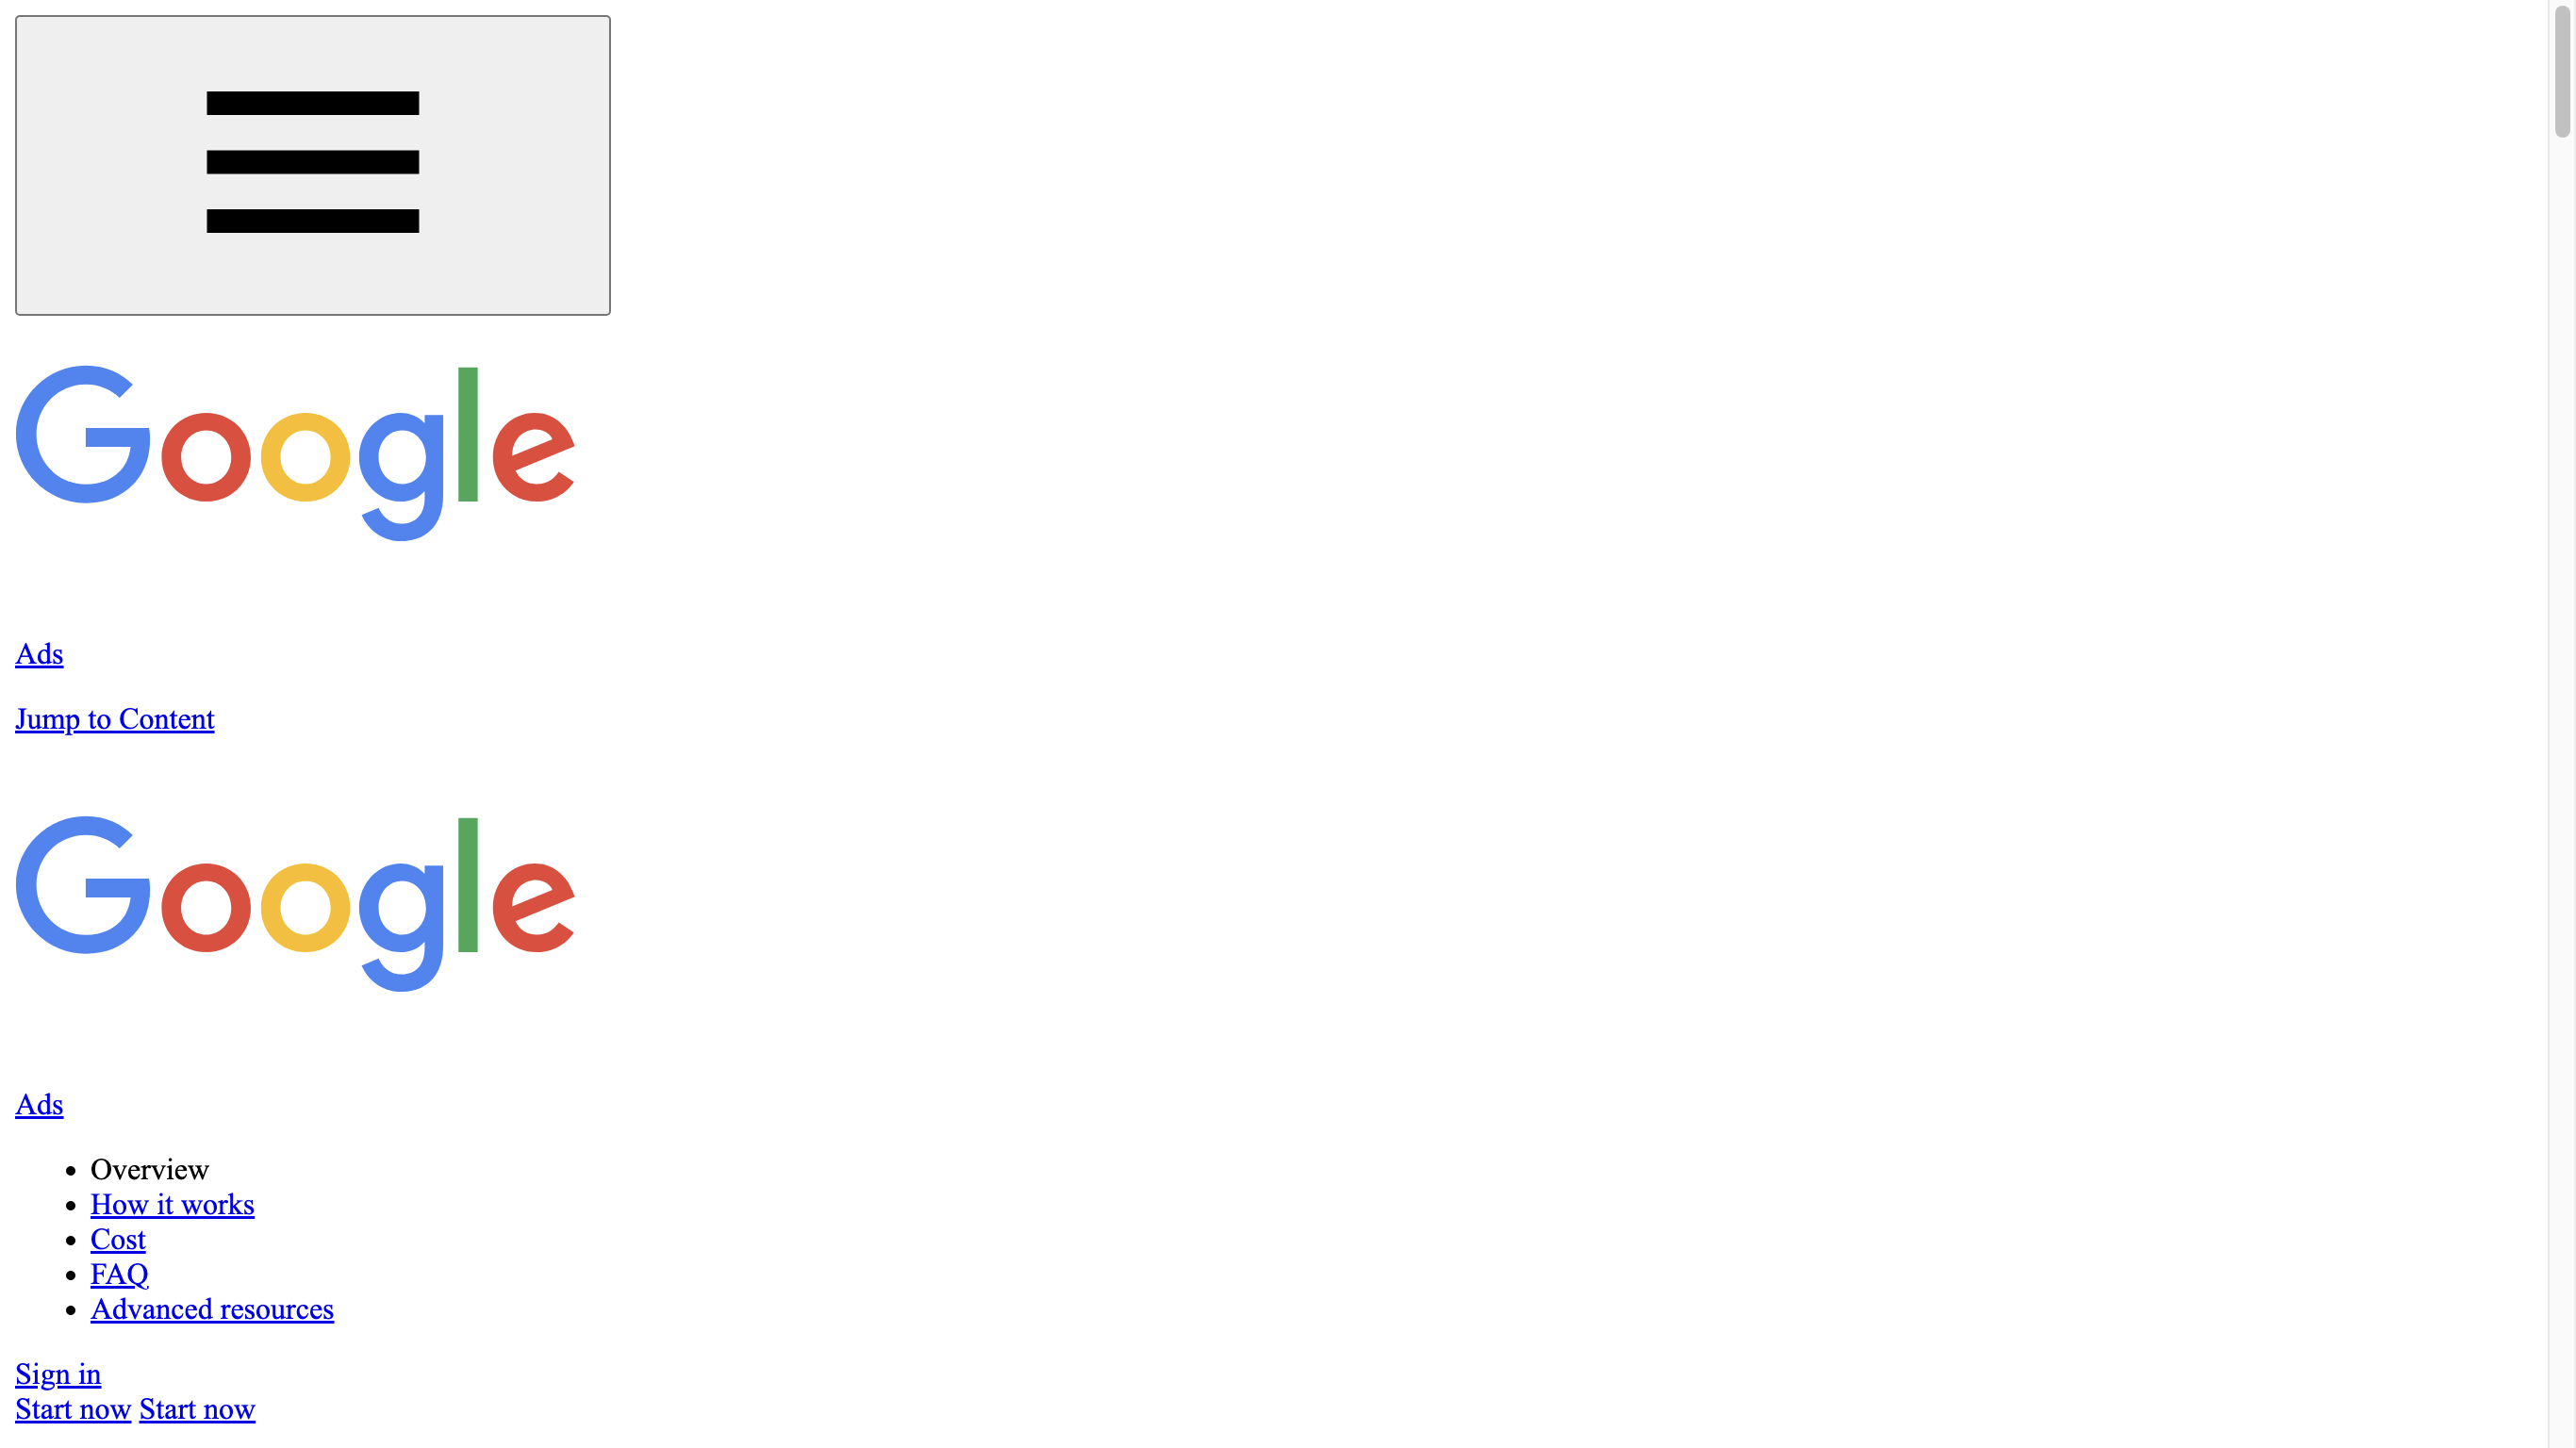 Google
Ads
Jump to Content
Google
Ads
Overview
How it works
Cost
FAQ
Advanced resources
Sign in
Start now Start now